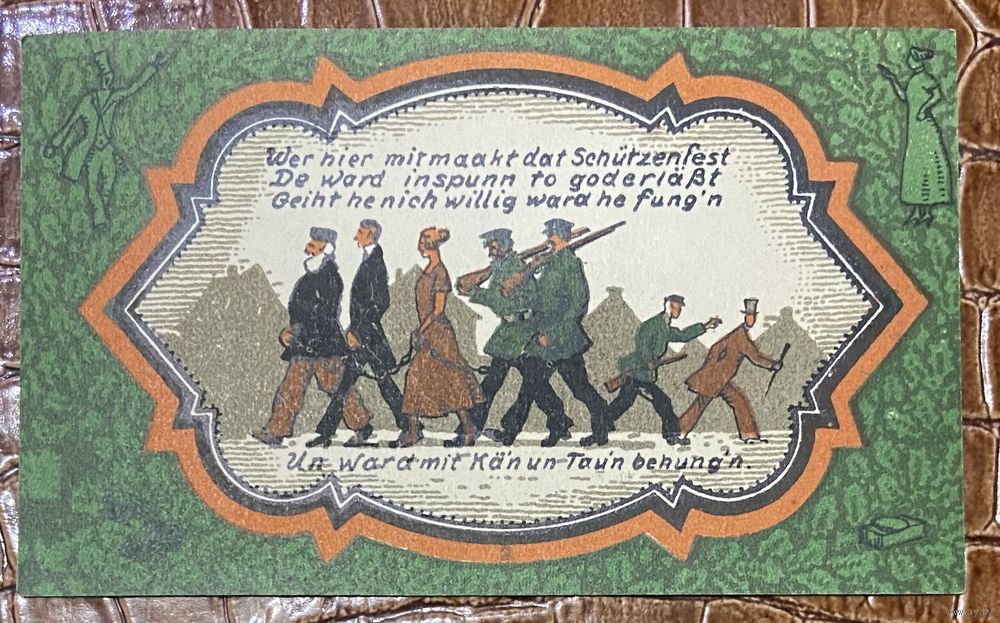 Wer hier mitmaakt dat Schützenfest
De ward inspunn to goderläßt
Geiht he nich willig ward he fung'n
Un ward mit Kä'n un Tau'n behung'n.